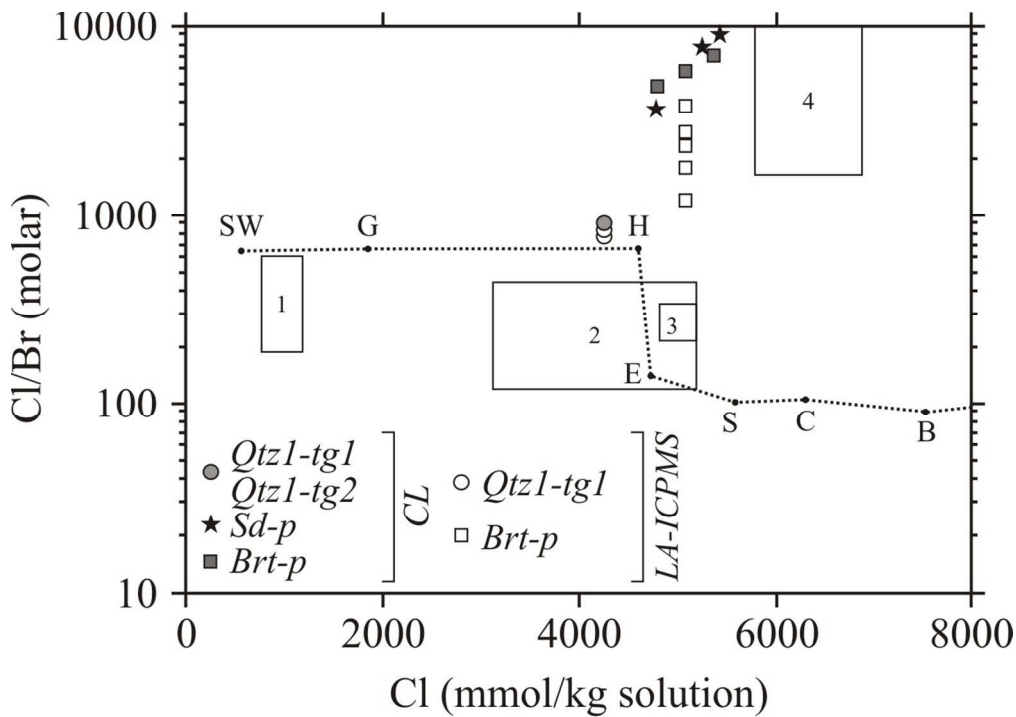 10000
1000
100
10
Cl/Br (molar)
SW
G
H
E
S
C
B
1
2
3
4
Qtz1-tg1
Qtz1-tg2
Sd-p
Brt-p
CL
Qtz1-tg1
Brt-p
LA-ICPMS
0
2000
4000
6000
8000
Cl (mmol/kg solution)